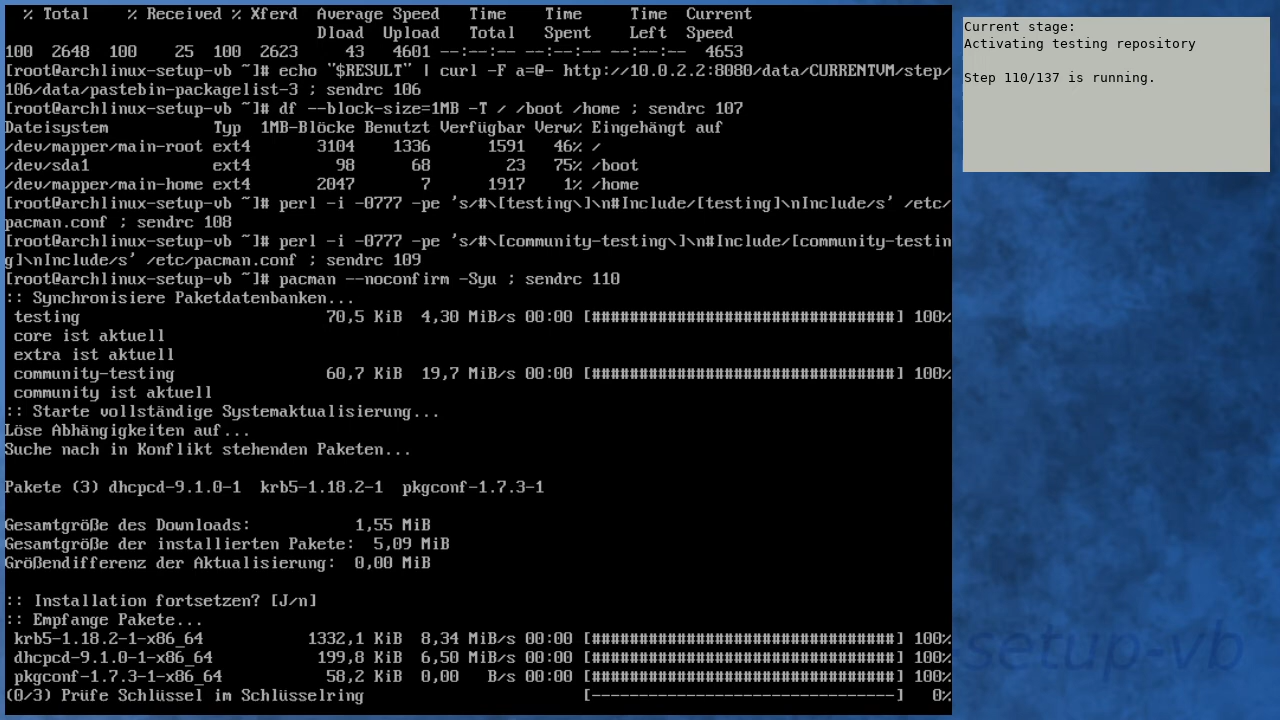 % Total    % Received % Xferd  Average Speed   Time    Time     Time  Current
                                 Dload  Upload   Total   Spent    Left  Speed
100  2648  100    25  100  2623     43   4601 --:--:-- --:--:-- --:--:--  4653
[root@archlinux-setup-vb ~]# echo "$RESULT" | curl -F a=@- http://10.0.2.2:8080/data/CURRENTVM/step/
106/data/pastebin-packagelist-3 ; sendrc 106
[root@archlinux-setup-vb ~]# df --block-size=1MB -T / /boot /home ; sendrc 107
Dateisystem           Typ  1MB-Blöcke Benutzt Verfügbar Verw% Eingehängt auf
/dev/mapper/main-root ext4       3104    1336      1591   46% /
/dev/sda1             ext4         98      68        23   75% /boot
/dev/mapper/main-home ext4       2047       7      1917    1% /home
[root@archlinux-setup-vb ~]# perl -i -0777 -pe 's/#\[testing\]\n#Include/[testing]\nInclude/s' /etc/
pacman.conf ; sendrc 108
[root@archlinux-setup-vb ~]# perl -i -0777 -pe 's/#\[community-testing\]\n#Include/[community-testin
g]\nInclude/s' /etc/pacman.conf ; sendrc 109
[root@archlinux-setup-vb ~]# pacman --noconfirm -Syu ; sendrc 110
:: Synchronisiere Paketdatenbanken...
 testing                          70,5 KiB  4,30 MiB/s 00:00 [################################] 100%
 core ist aktuell
 extra ist aktuell
 community-testing                60,7 KiB  19,7 MiB/s 00:00 [################################] 100%
 community ist aktuell
:: Starte vollständige Systemaktualisierung...
Löse Abhängigkeiten auf...
Suche nach in Konflikt stehenden Paketen...
Pakete (3) dhcpcd-9.1.0-1  krb5-1.18.2-1  pkgconf-1.7.3-1
Gesamtgröße des Downloads:           1,55 MiB
Gesamtgröße der installierten Pakete:  5,09 MiB
Größendifferenz der Aktualisierung:  0,00 MiB
:: Installation fortsetzen? [J/n]
:: Empfange Pakete...
 krb5-1.18.2-1-x86_64           1332,1 KiB  8,34 MiB/s 00:00 [################################] 100%
 dhcpcd-9.1.0-1-x86_64           199,8 KiB  6,50 MiB/s 00:00 [################################] 100%
 pkgconf-1.7.3-1-x86_64           58,2 KiB  0,00   B/s 00:00 [################################] 100%
(0/3) Prüfe Schlüssel im Schlüsselring                       [--------------------------------]   0%
Current stage:
Activating testing repository
Step 110/137 is running.
setup-vb